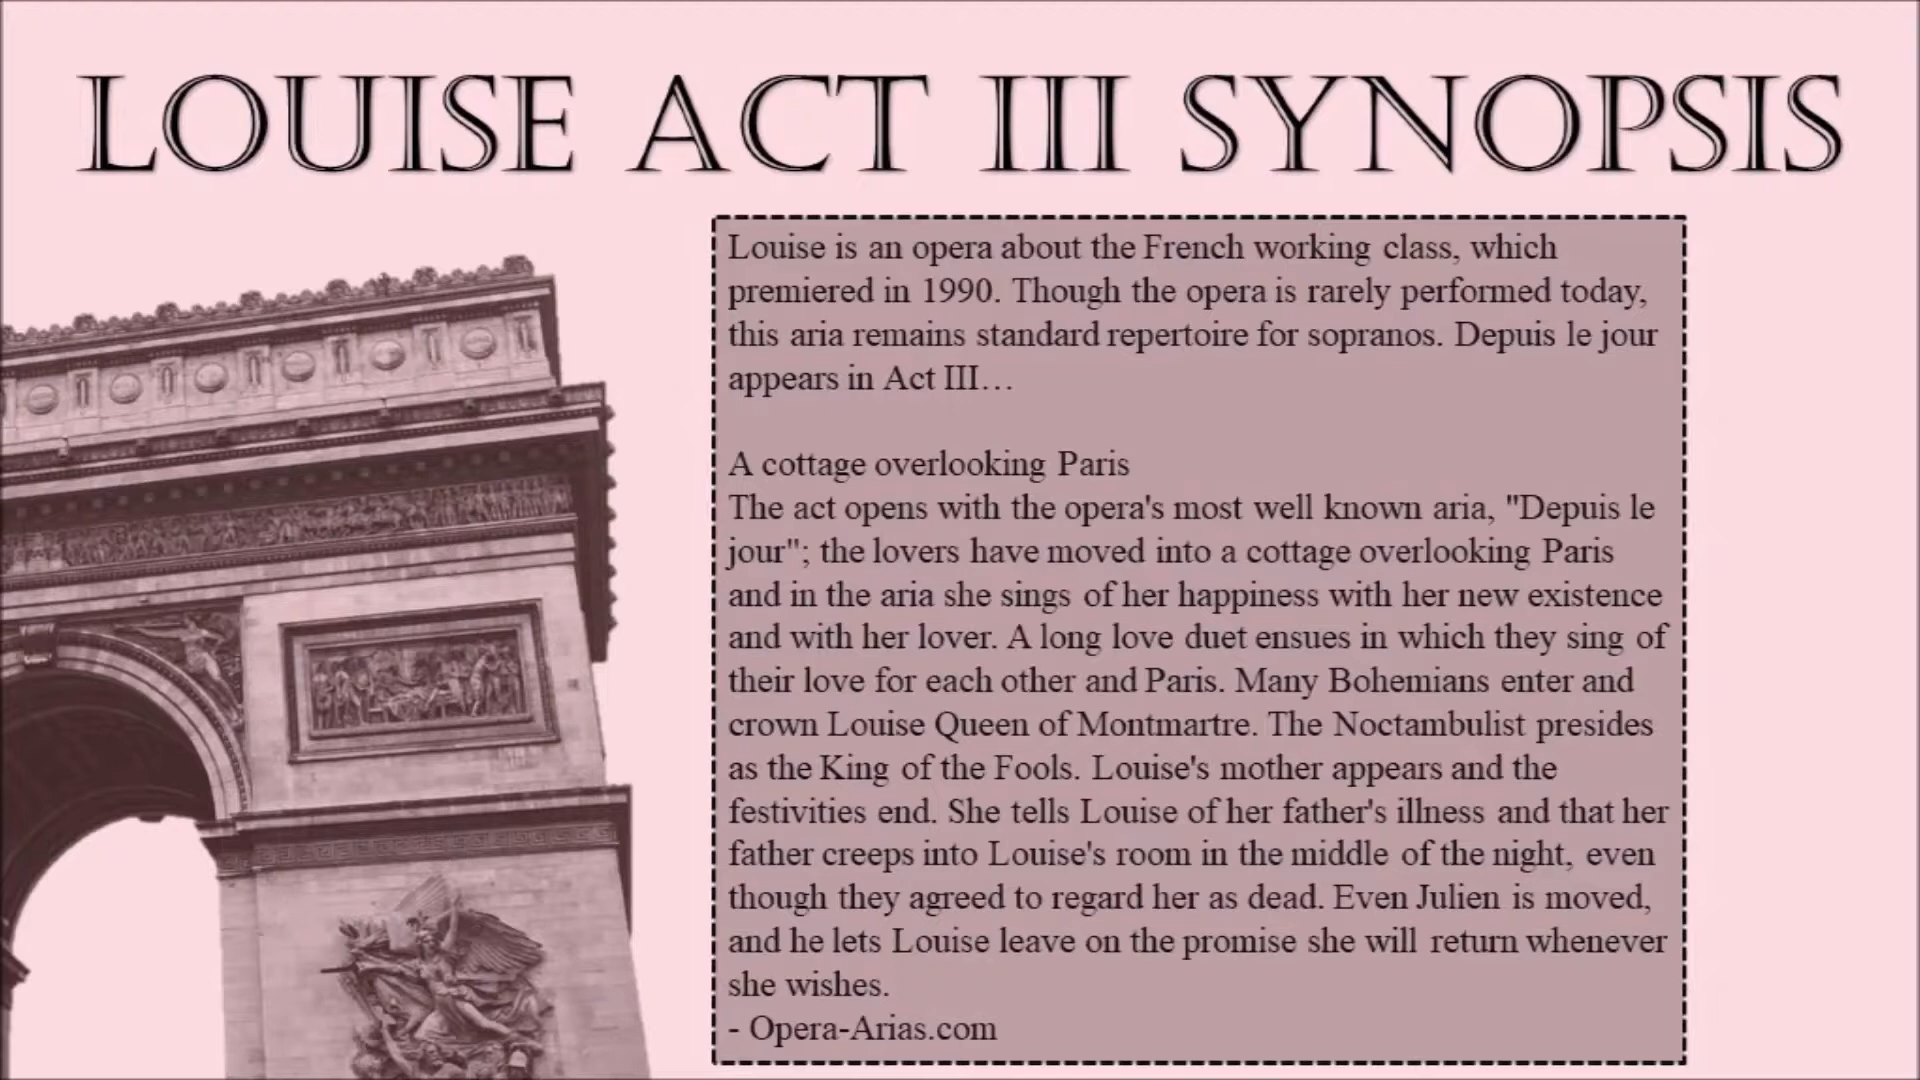 LOUISE ACT III SYNOPSIS
Louise is an opera about the French working class, which
premiered in 1990. Though the opera is rarely performed today,
this aria remains standard repertoire for sopranos. Depuis le jour
appears in Act III…
A cottage overlooking Paris
The act opens with the opera's most well known aria, "Depuis le
jour"; the lovers have moved into a cottage overlooking Paris
and in the aria she sings of her happiness with her new existence
and with her lover. A long love duet ensues in which they sing of
their love for each other and Paris. Many Bohemians enter and
crown Louise Queen of Montmartre. The Noctambulist presides
as the King of the Fools. Louise's mother appears and the
festivities end. She tells Louise of her father's illness and that her
father creeps into Louise's room in the middle of the night, even
though they agreed to regard her as dead. Even Julien is moved,
and he lets Louise leave on the promise she will return whenever
she wishes.
- Opera-Arias.com